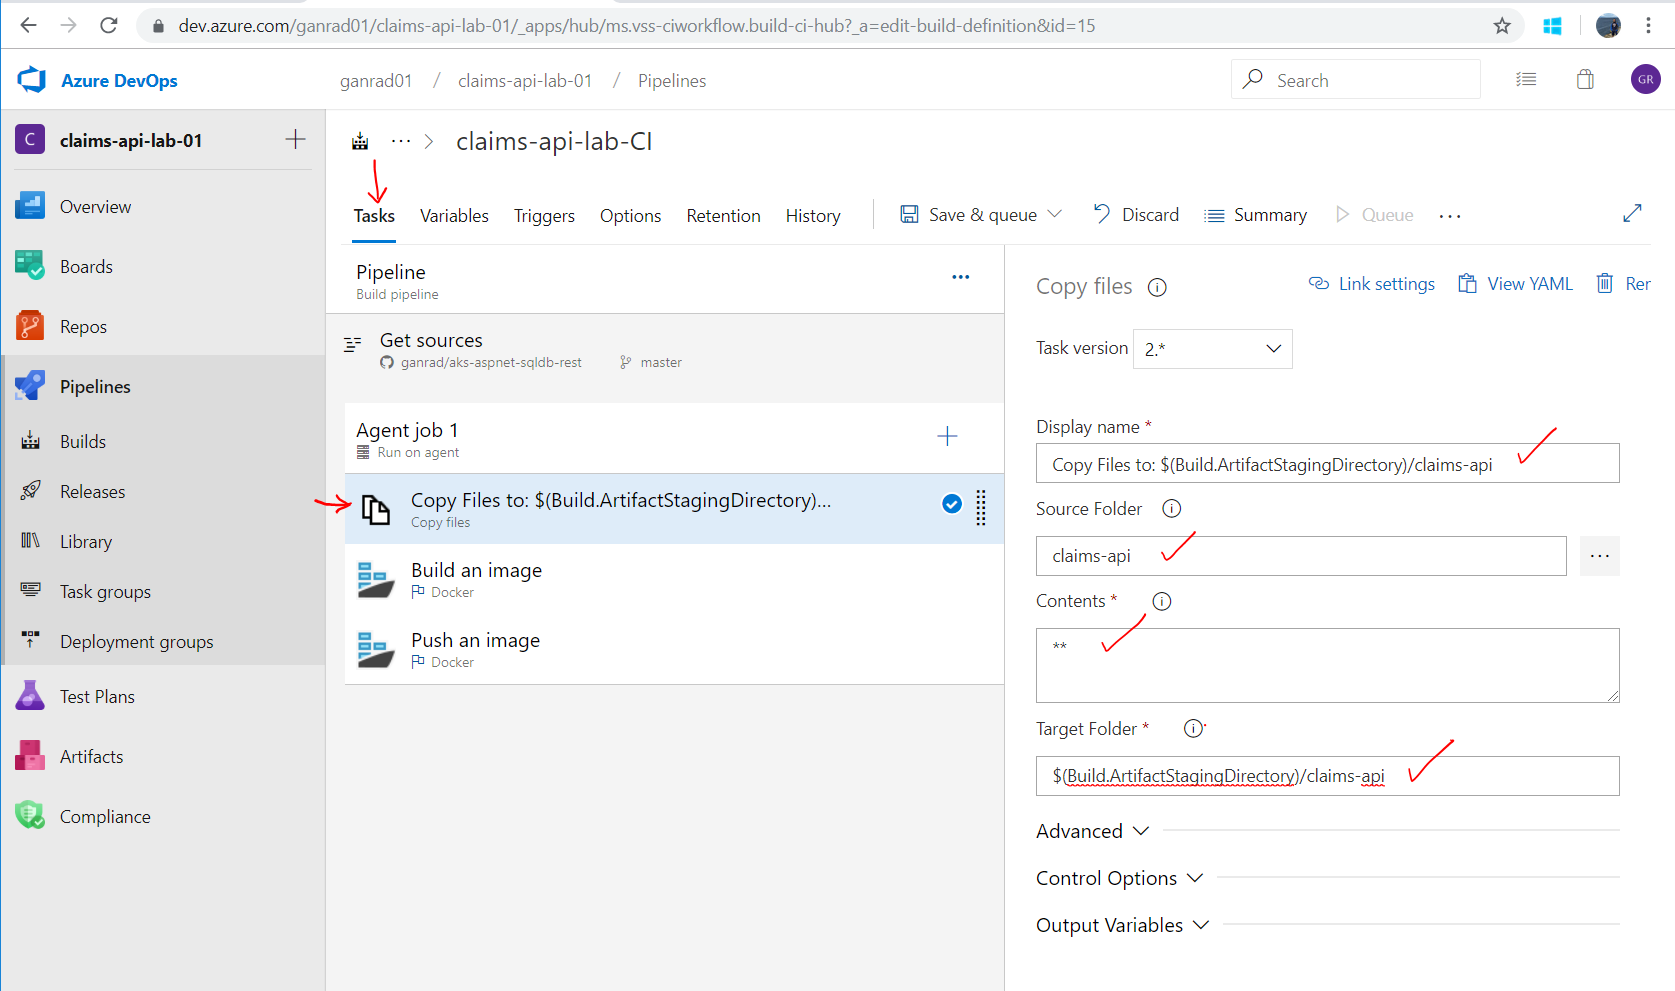 dev.azure.com/ganrad01/claims-api-lab-01/_apps/hub/ms.vss-ciworkflow.build-ci-hub?_a=edit-build-definition&id=15
Azure DevOps
ganrad01 / claims-api-lab-01 / Pipelines
Search
GR
C claims-api-lab-01
Overview
Boards
Repos
Pipelines
Builds
Releases
Library
Task groups
Deployment groups
Test Plans
Artifacts
Compliance
... > claims-api-lab-CI
Tasks Variables Triggers Options Retention History Save & queue Discard Summary Queue ...
Pipeline
Build pipeline
Get sources
ganrad/aks-aspnet-sqldb-rest master
Agent job 1
Run on agent
Copy Files to: $(Build.ArtifactStagingDirectory)...
Copy files
Build an image
Docker
Push an image
Docker
Copy files
Link settings View YAML Rer
Task version 2.*
Display name *
Copy Files to: $(Build.ArtifactStagingDirectory)/claims-api
Source Folder
claims-api
...
Contents *
**
Target Folder *
$(Build.ArtifactStagingDirectory)/claims-api
Advanced
Control Options
Output Variables